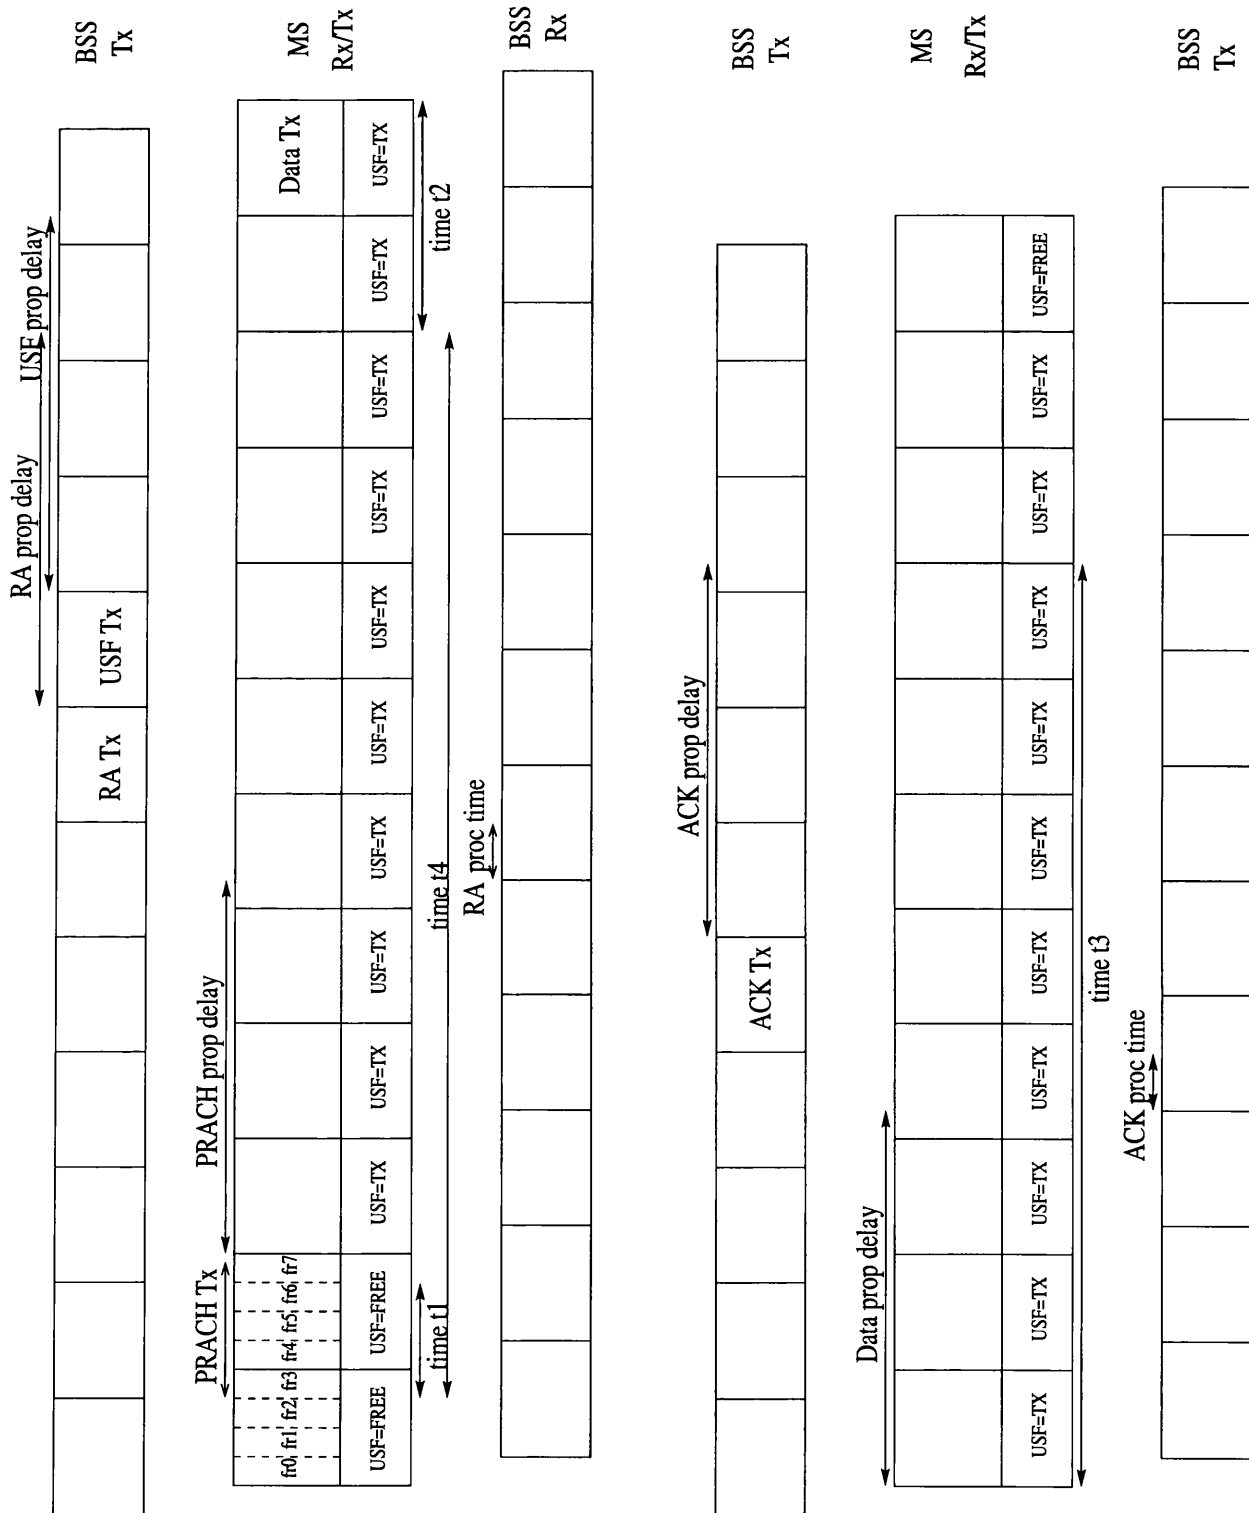 RA prop delay
USF prop delay
BSS
Tx
RA Tx
USF Tx
PRACH Tx
PRACH prop delay
MS
Rx/Tx
fr0 fr1 fr2 fr3 fr4 fr5 fr6 fr7
Data Tx
USF=FREE
USF=FREE
USF=TX
USF=TX
USF=TX
USF=TX
USF=TX
USF=TX
USF=TX
USF=TX
USF=TX
USF=TX
time t1
time t4
time t2
RA proc time
BSS
Rx
ACK prop delay
BSS
Tx
ACK Tx
Data prop delay
MS
Rx/Tx
USF=TX
USF=TX
USF=TX
USF=TX
USF=TX
USF=TX
USF=TX
USF=TX
USF=TX
USF=TX
USF=FREE
time t3
ACK proc time
BSS
Tx